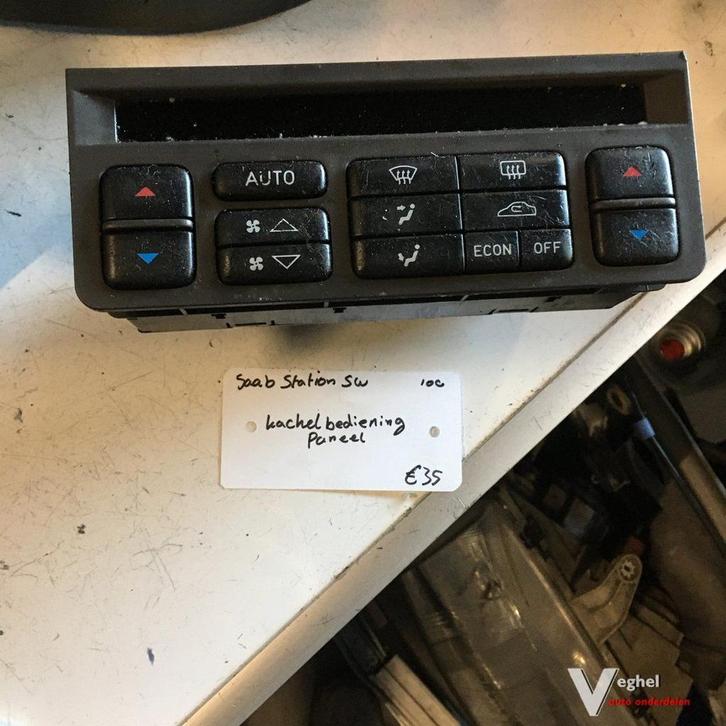 AUTO
ECON OFF
Saab Station SW 100
kachelbediening
Paneel
€35
Veghel
auto onderdelen